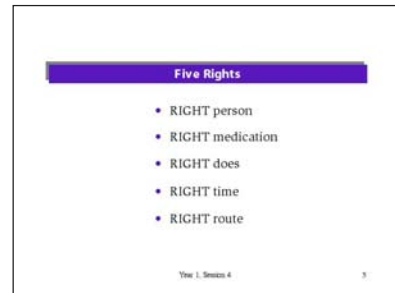 Five Rights
• RIGHT person
• RIGHT medication
• RIGHT does
• RIGHT time
• RIGHT route
Year 1, Session 4 5